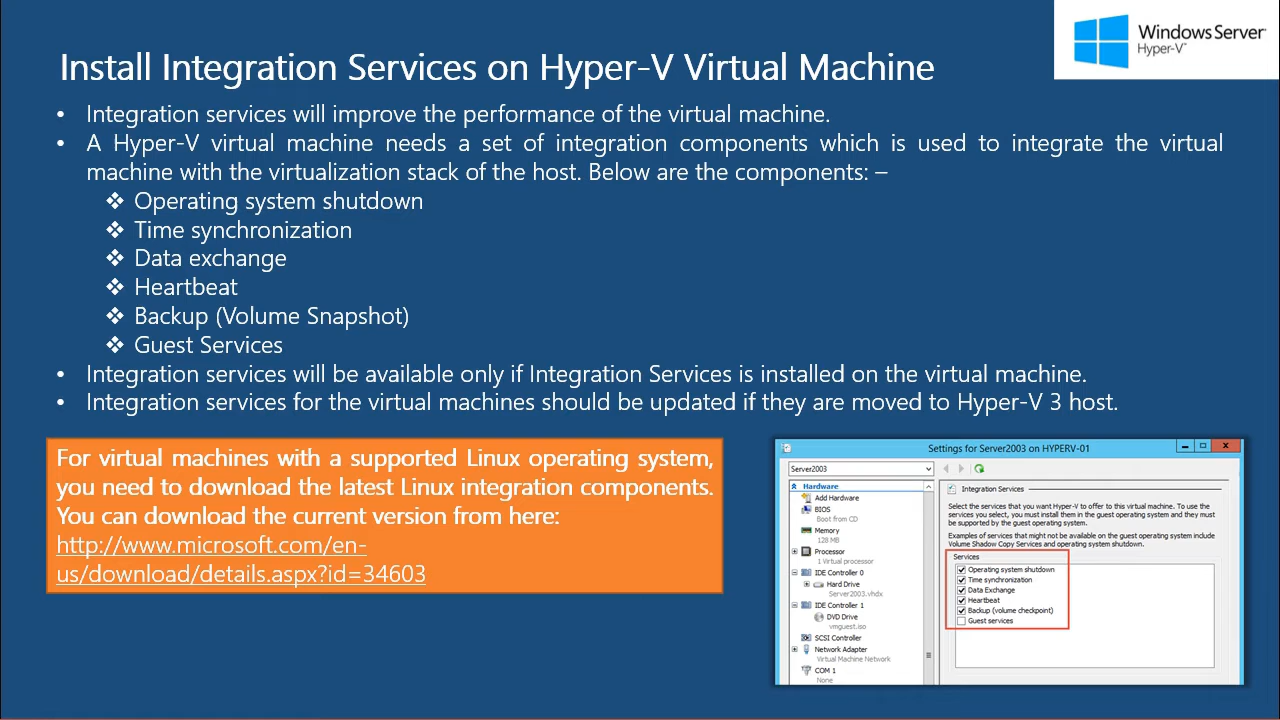 Windows Server
Hyper-V
Install Integration Services on Hyper-V Virtual Machine
• Integration services will improve the performance of the virtual machine.
• A Hyper-V virtual machine needs a set of integration components which is used to integrate the virtual
machine with the virtualization stack of the host. Below are the components: –
❖ Operating system shutdown
❖ Time synchronization
❖ Data exchange
❖ Heartbeat
❖ Backup (Volume Snapshot)
❖ Guest Services
• Integration services will be available only if Integration Services is installed on the virtual machine.
• Integration services for the virtual machines should be updated if they are moved to Hyper-V 3 host.
For virtual machines with a supported Linux operating system,
you need to download the latest Linux integration components.
You can download the current version from here:
http://www.microsoft.com/en-
us/download/details.aspx?id=34603
Settings for Server2003 on HYPERV-01
Server2003
Hardware
Add Hardware
BIOS
Boot from CD
Memory
128 MB
Processor
1 Virtual processor
IDE Controller 0
Hard Drive
Server2003.vhdx
IDE Controller 1
DVD Drive
vmguest.iso
SCSI Controller
Network Adapter
Virtual Machine Network
COM 1
None
Integration Services
Select the services that you want Hyper-V to offer to this virtual machine. To use the
services you select, you must install them in the guest operating system and they must
be supported by the guest operating system.
Examples of services that might not be available on the guest operating system include
Volume Shadow Copy Services and operating system shutdown.
Services
Operating system shutdown
Time synchronization
Data Exchange
Heartbeat
Backup (volume checkpoint)
Guest services